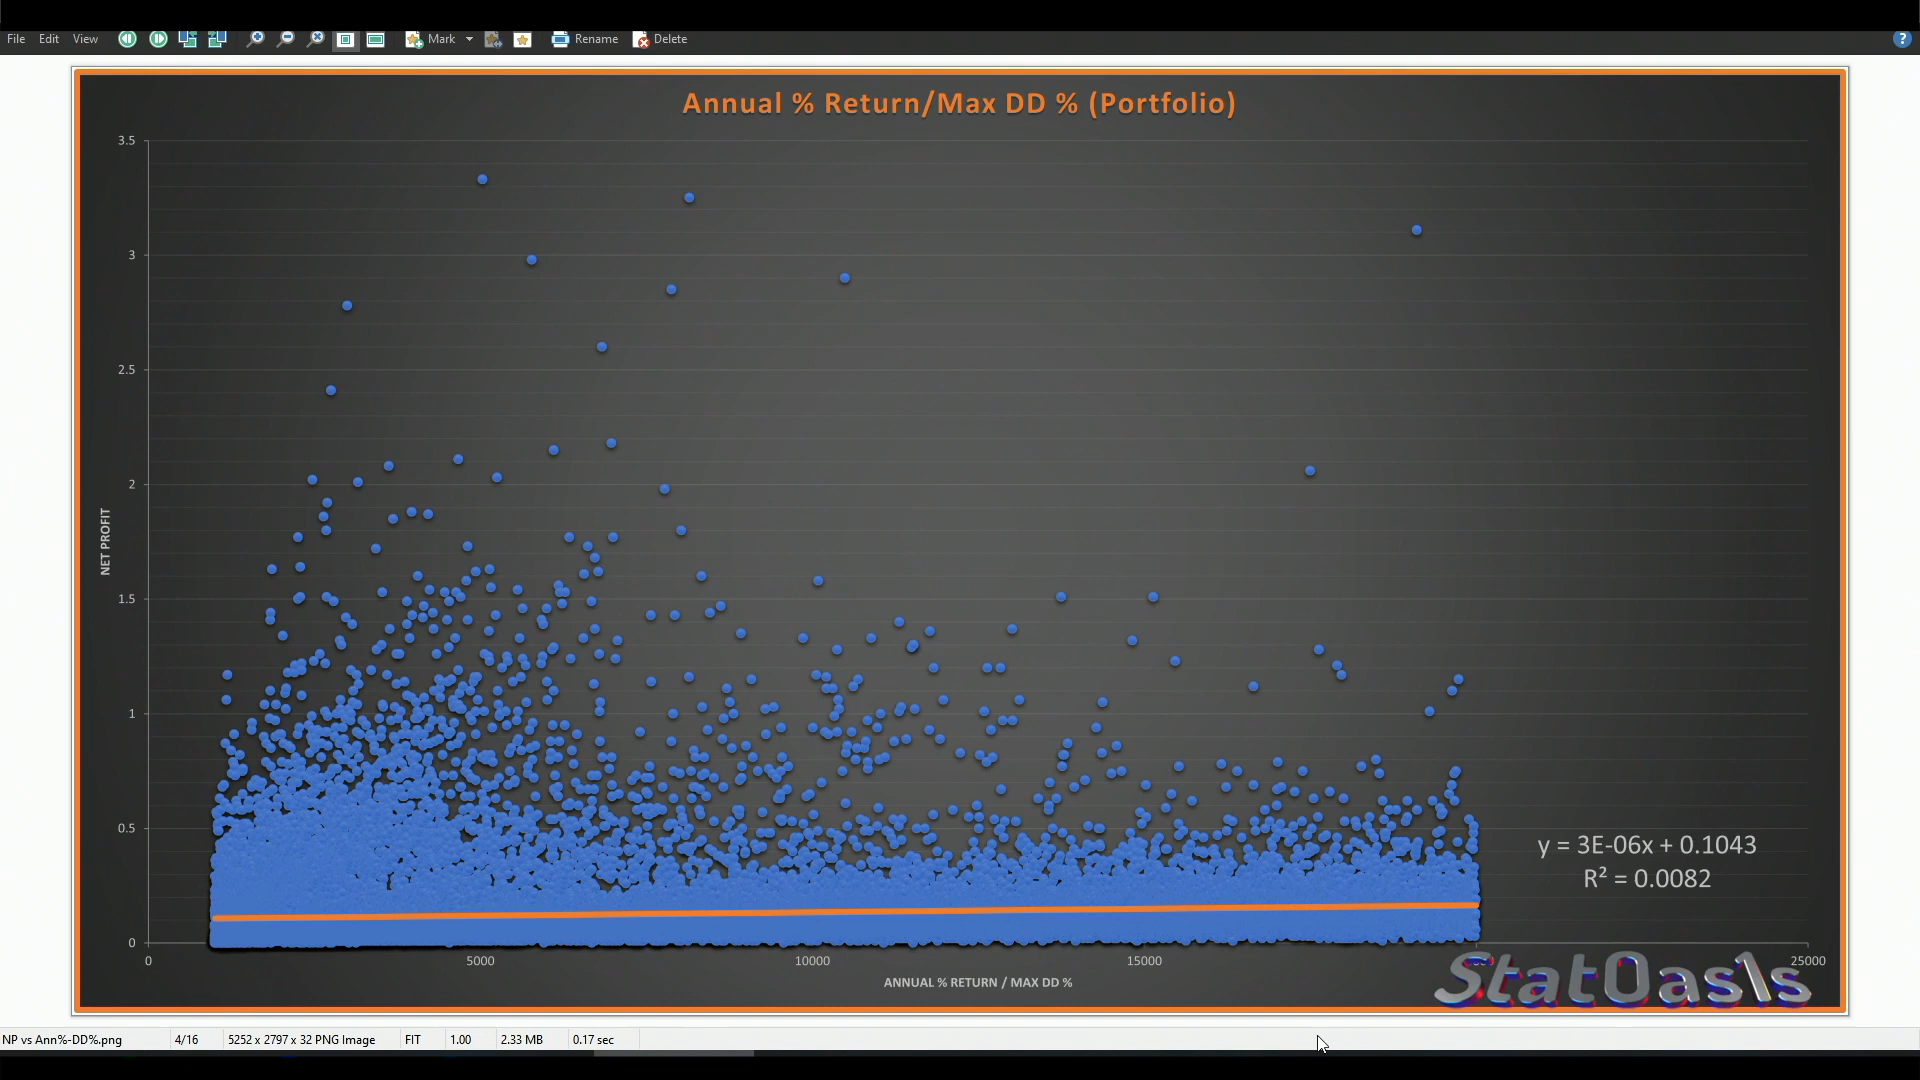 File Edit View Mark Rename Delete ?
Annual % Return/Max DD % (Portfolio)
3.5
3
2.5
2
1.5
1
0.5
0
NET PROFIT
0 5000 10000 15000 25000
ANNUAL % RETURN / MAX DD %
y = 3E-06x + 0.1043
R² = 0.0082
StatOas\s
NP vs Ann%-DD%.png 4/16 5252 x 2797 x 32 PNG Image FIT 1.00 2.33 MB 0.17 sec